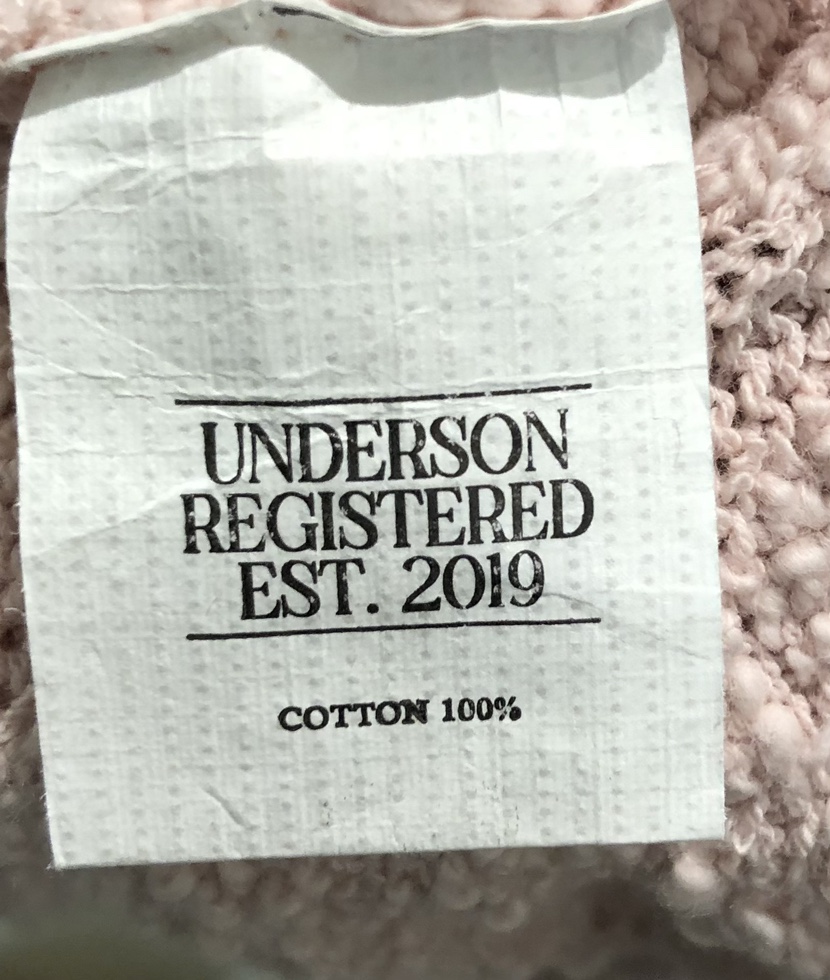 UNDERSON
REGISTERED
EST. 2019
COTTON 100%